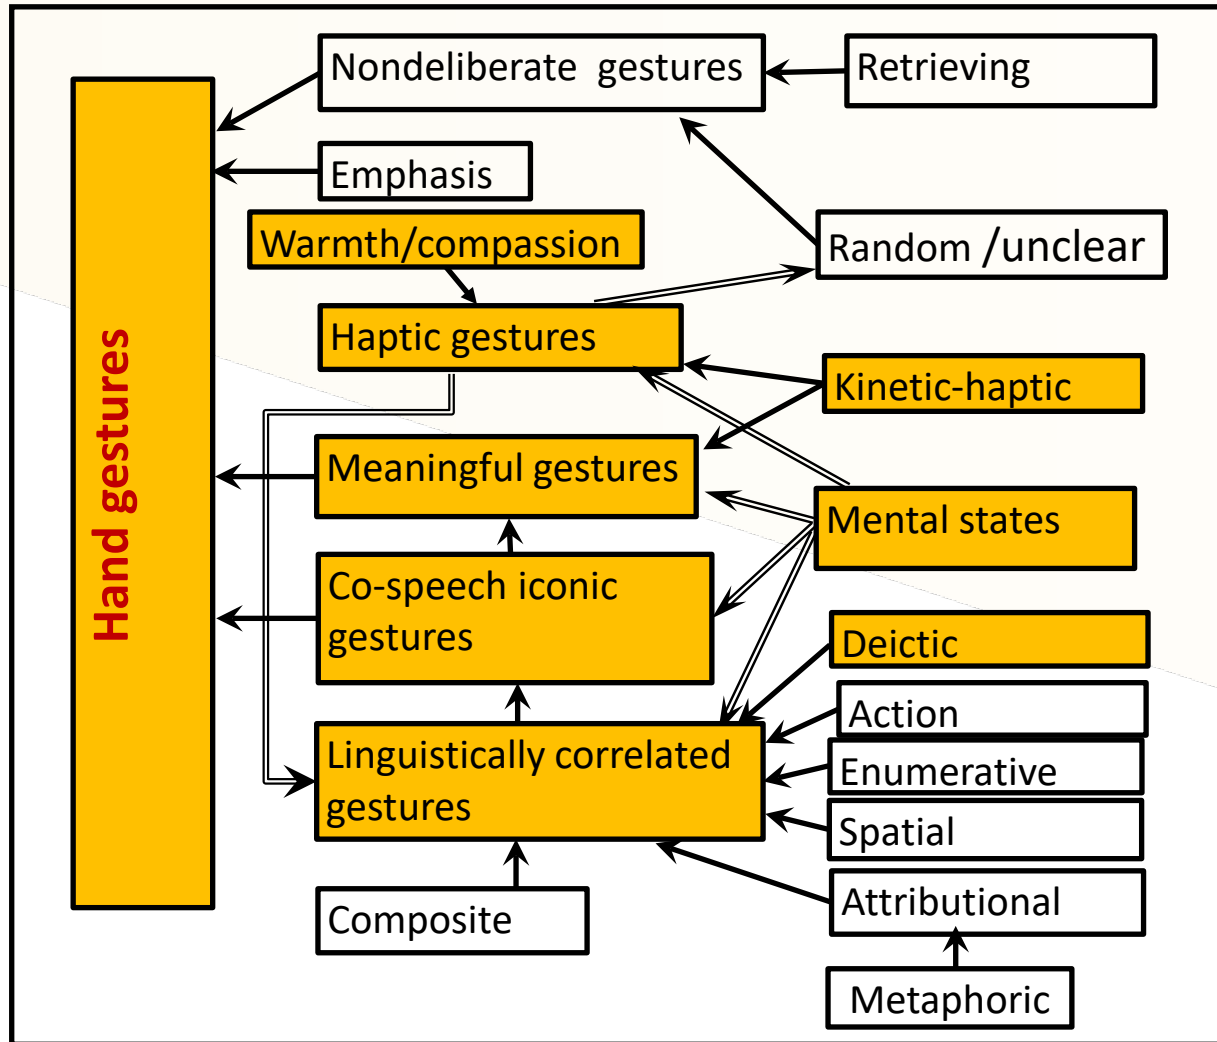 Hand gestures
Nondeliberate gestures
Retrieving
Emphasis
Warmth/compassion
Random /unclear
Haptic gestures
Kinetic-haptic
Meaningful gestures
Mental states
Co-speech iconic
gestures
Deictic
Action
Linguistically correlated
gestures
Enumerative
Spatial
Attributional
Composite
Metaphoric